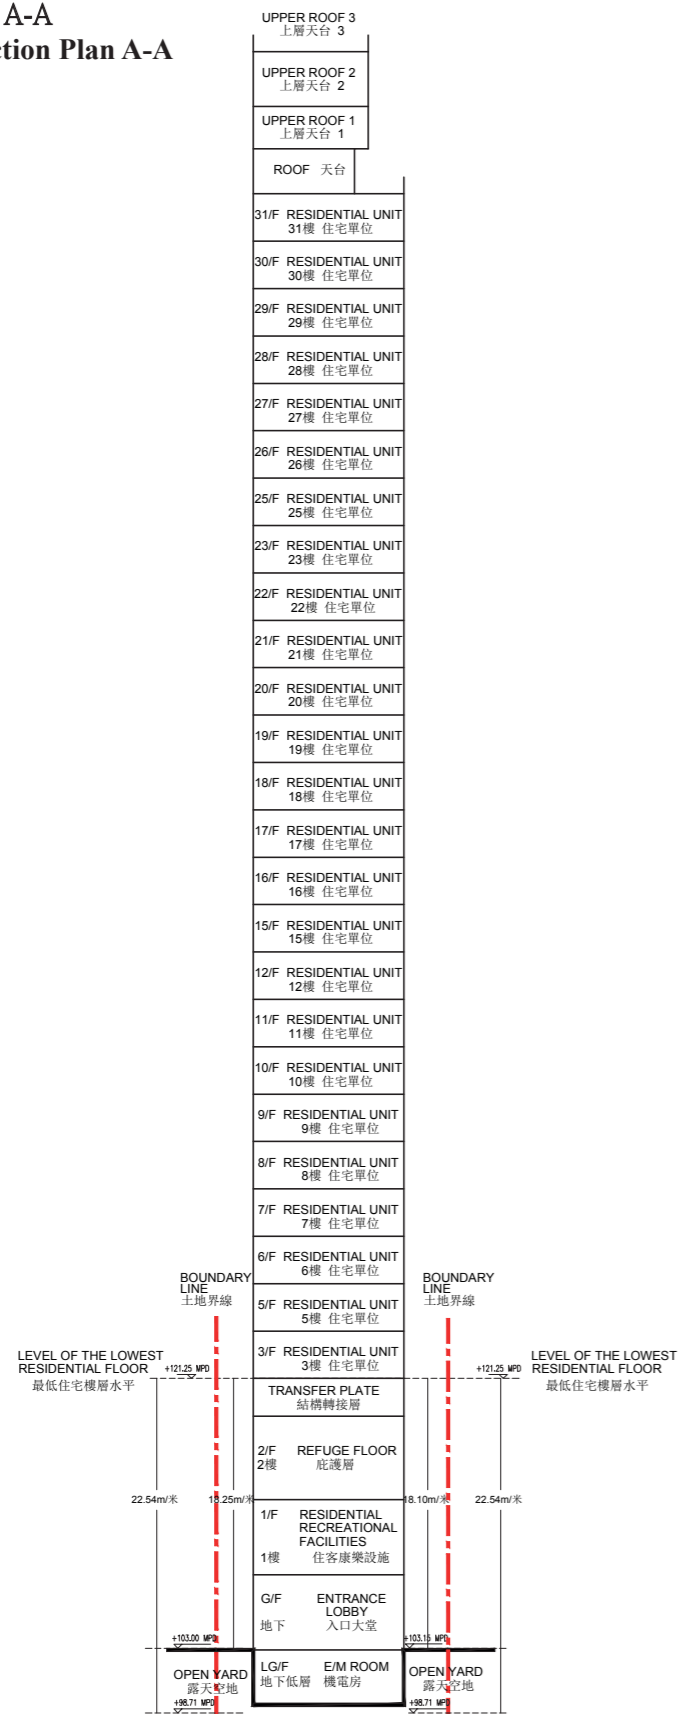 A-A
ction Plan A-A
UPPER ROOF 3
上層天台 3
UPPER ROOF 2
上層天台 2
UPPER ROOF 1
上層天台 1
ROOF 天台
31/F RESIDENTIAL UNIT
31樓 住宅單位
30/F RESIDENTIAL UNIT
30樓 住宅單位
29/F RESIDENTIAL UNIT
29樓 住宅單位
28/F RESIDENTIAL UNIT
28樓 住宅單位
27/F RESIDENTIAL UNIT
27樓 住宅單位
26/F RESIDENTIAL UNIT
26樓 住宅單位
25/F RESIDENTIAL UNIT
25樓 住宅單位
23/F RESIDENTIAL UNIT
23樓 住宅單位
22/F RESIDENTIAL UNIT
22樓 住宅單位
21/F RESIDENTIAL UNIT
21樓 住宅單位
20/F RESIDENTIAL UNIT
20樓 住宅單位
19/F RESIDENTIAL UNIT
19樓 住宅單位
18/F RESIDENTIAL UNIT
18樓 住宅單位
17/F RESIDENTIAL UNIT
17樓 住宅單位
16/F RESIDENTIAL UNIT
16樓 住宅單位
15/F RESIDENTIAL UNIT
15樓 住宅單位
12/F RESIDENTIAL UNIT
12樓 住宅單位
11/F RESIDENTIAL UNIT
11樓 住宅單位
10/F RESIDENTIAL UNIT
10樓 住宅單位
9/F RESIDENTIAL UNIT
9樓 住宅單位
8/F RESIDENTIAL UNIT
8樓 住宅單位
7/F RESIDENTIAL UNIT
7樓 住宅單位
6/F RESIDENTIAL UNIT
6樓 住宅單位
BOUNDARY
LINE
土地界線
BOUNDARY
LINE
土地界線
5/F RESIDENTIAL UNIT
5樓 住宅單位
3/F RESIDENTIAL UNIT
3樓 住宅單位
LEVEL OF THE LOWEST
RESIDENTIAL FLOOR
最低住宅樓層水平
+121.25 MPD
+121.25 MPD
LEVEL OF THE LOWEST
RESIDENTIAL FLOOR
最低住宅樓層水平
TRANSFER PLATE
結構轉接層
2/F REFUGE FLOOR
2樓 庇護層
22.54m/米
18.25m/米
18.10m/米
22.54m/米
1/F RESIDENTIAL
RECREATIONAL
FACILITIES
1樓 住客康樂設施
G/F ENTRANCE
LOBBY
地下 入口大堂
+103.00 MPD
+103.15 MPD
OPEN YARD
露天空地
LG/F E/M ROOM
地下低層 機電房
OPEN YARD
露天空地
+98.71 MPD
+98.71 MPD